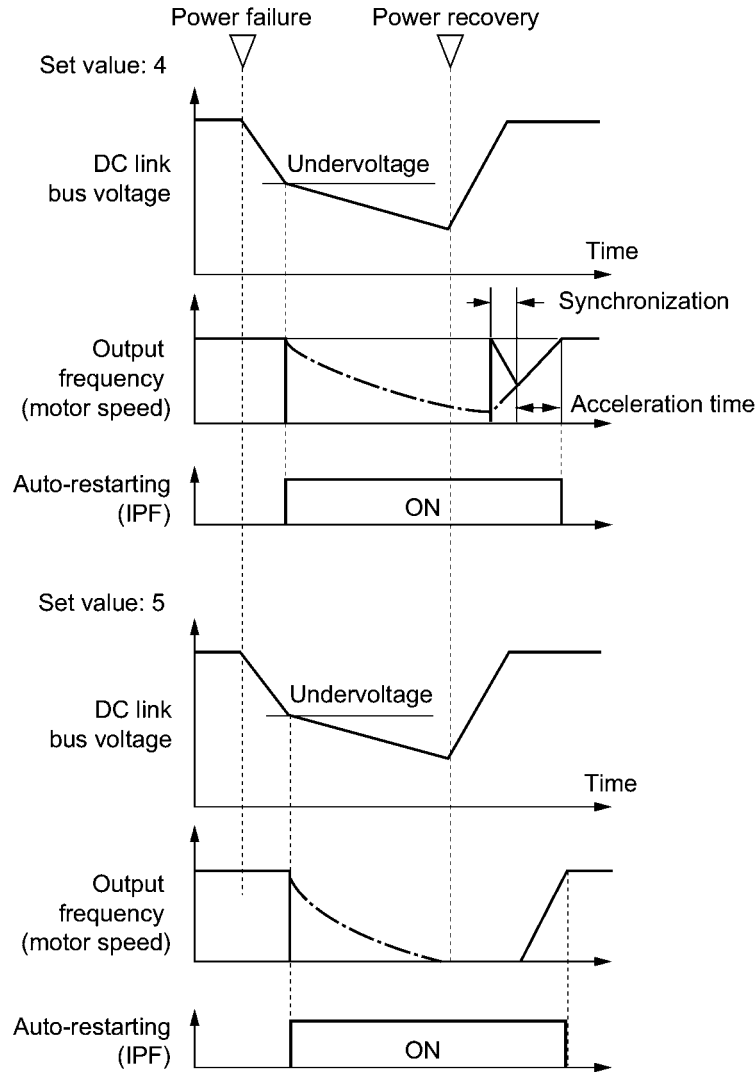 Power failure
Power recovery
Set value: 4
DC link
bus voltage
Undervoltage
Time
Synchronization
Output
frequency
(motor speed)
Acceleration time
Auto-restarting
(IPF)
ON
Set value: 5
DC link
bus voltage
Undervoltage
Time
Output
frequency
(motor speed)
Auto-restarting
(IPF)
ON